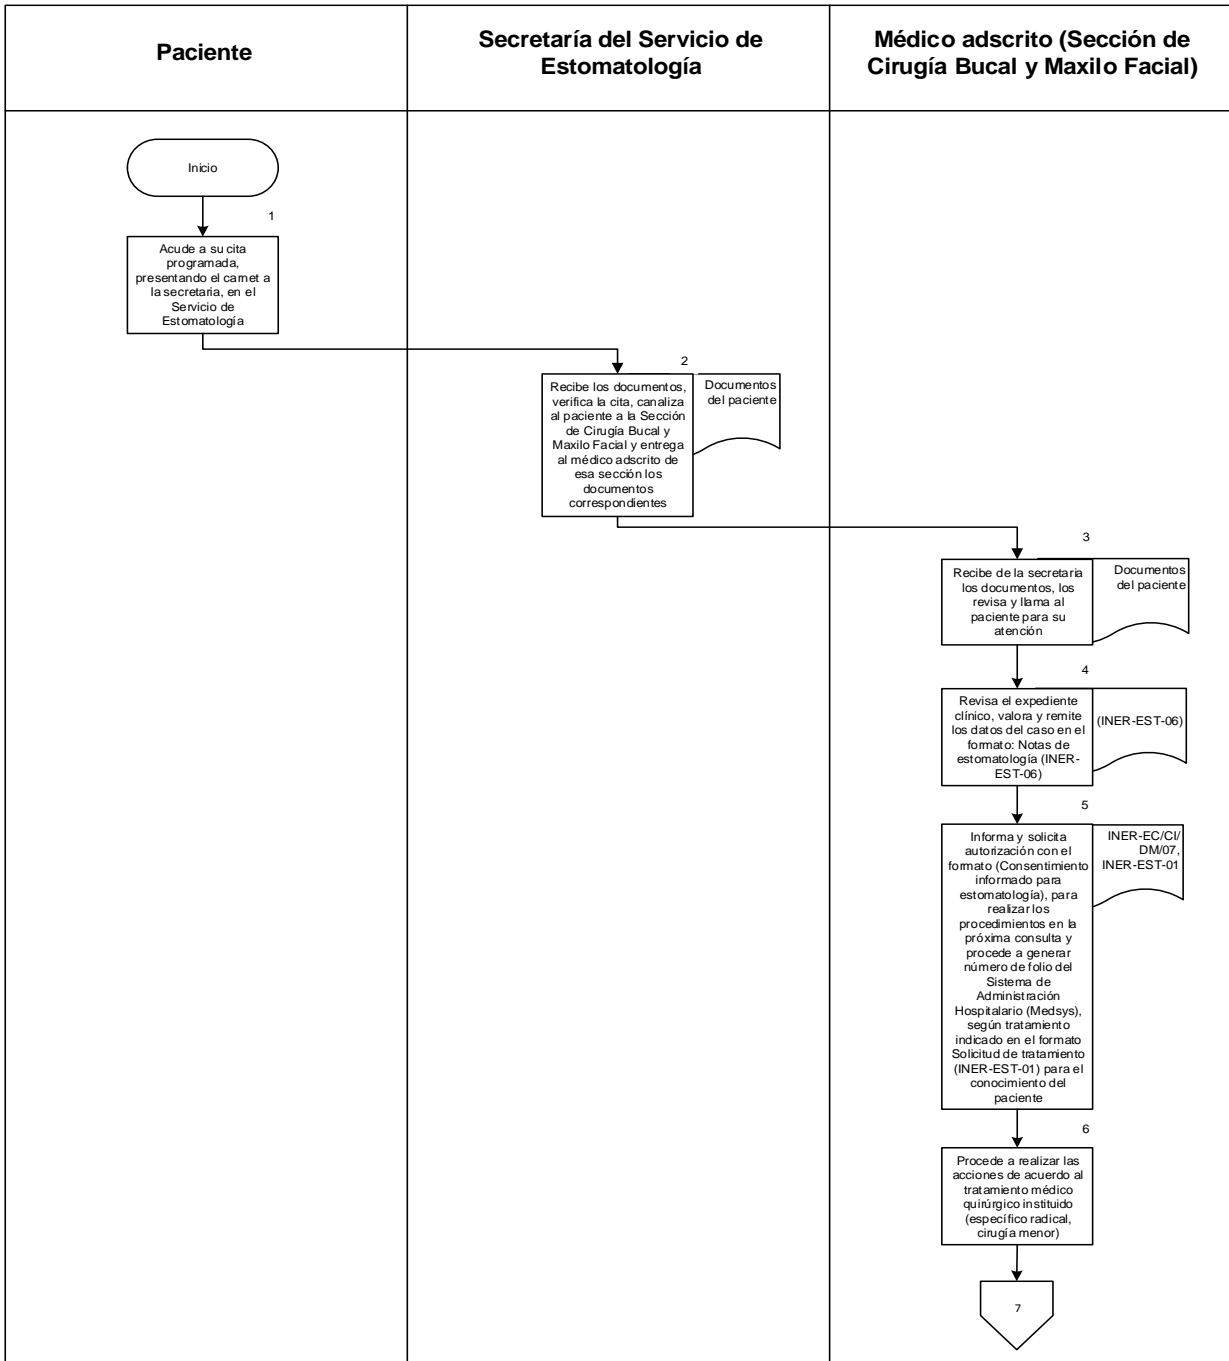 Paciente
Secretaría del Servicio de
Estomatología
Médico adscrito (Sección de
Cirugía Bucal y Maxilo Facial)
Inicio
1
Acude a su cita
programada,
presentando el carnet a
la secretaria, en el
Servicio de
Estomatología
2
Recibe los documentos,
verifica la cita, canaliza
al paciente a la Sección
de Cirugía Bucal y
Maxilo Facial y entrega
al médico adscrito de
esa sección los
documentos
correspondientes
Documentos
del paciente
3
Recibe de la secretaria
los documentos, los
revisa y llama al
paciente para su
atención
Documentos
del paciente
4
Revisa el expediente
clínico, valora y remite
los datos del caso en el
formato: Notas de
estomatología (INER-
EST-06)
(INER-EST-06)
5
Informa y solicita
autorización con el
formato (Consentimiento
informado para
estomatología), para
realizar los
procedimientos en la
próxima consulta y
procede a generar
número de folio del
Sistema de
Administración
Hospitalario (Medsys),
según tratamiento
indicado en el formato
Solicitud de tratamiento
(INER-EST-01) para el
conocimiento del
paciente
INER-EC/CI/
DM/07,
INER-EST-01
6
Procede a realizar las
acciones de acuerdo al
tratamiento médico
quirúrgico instituido
(específico radical,
cirugía menor)
7